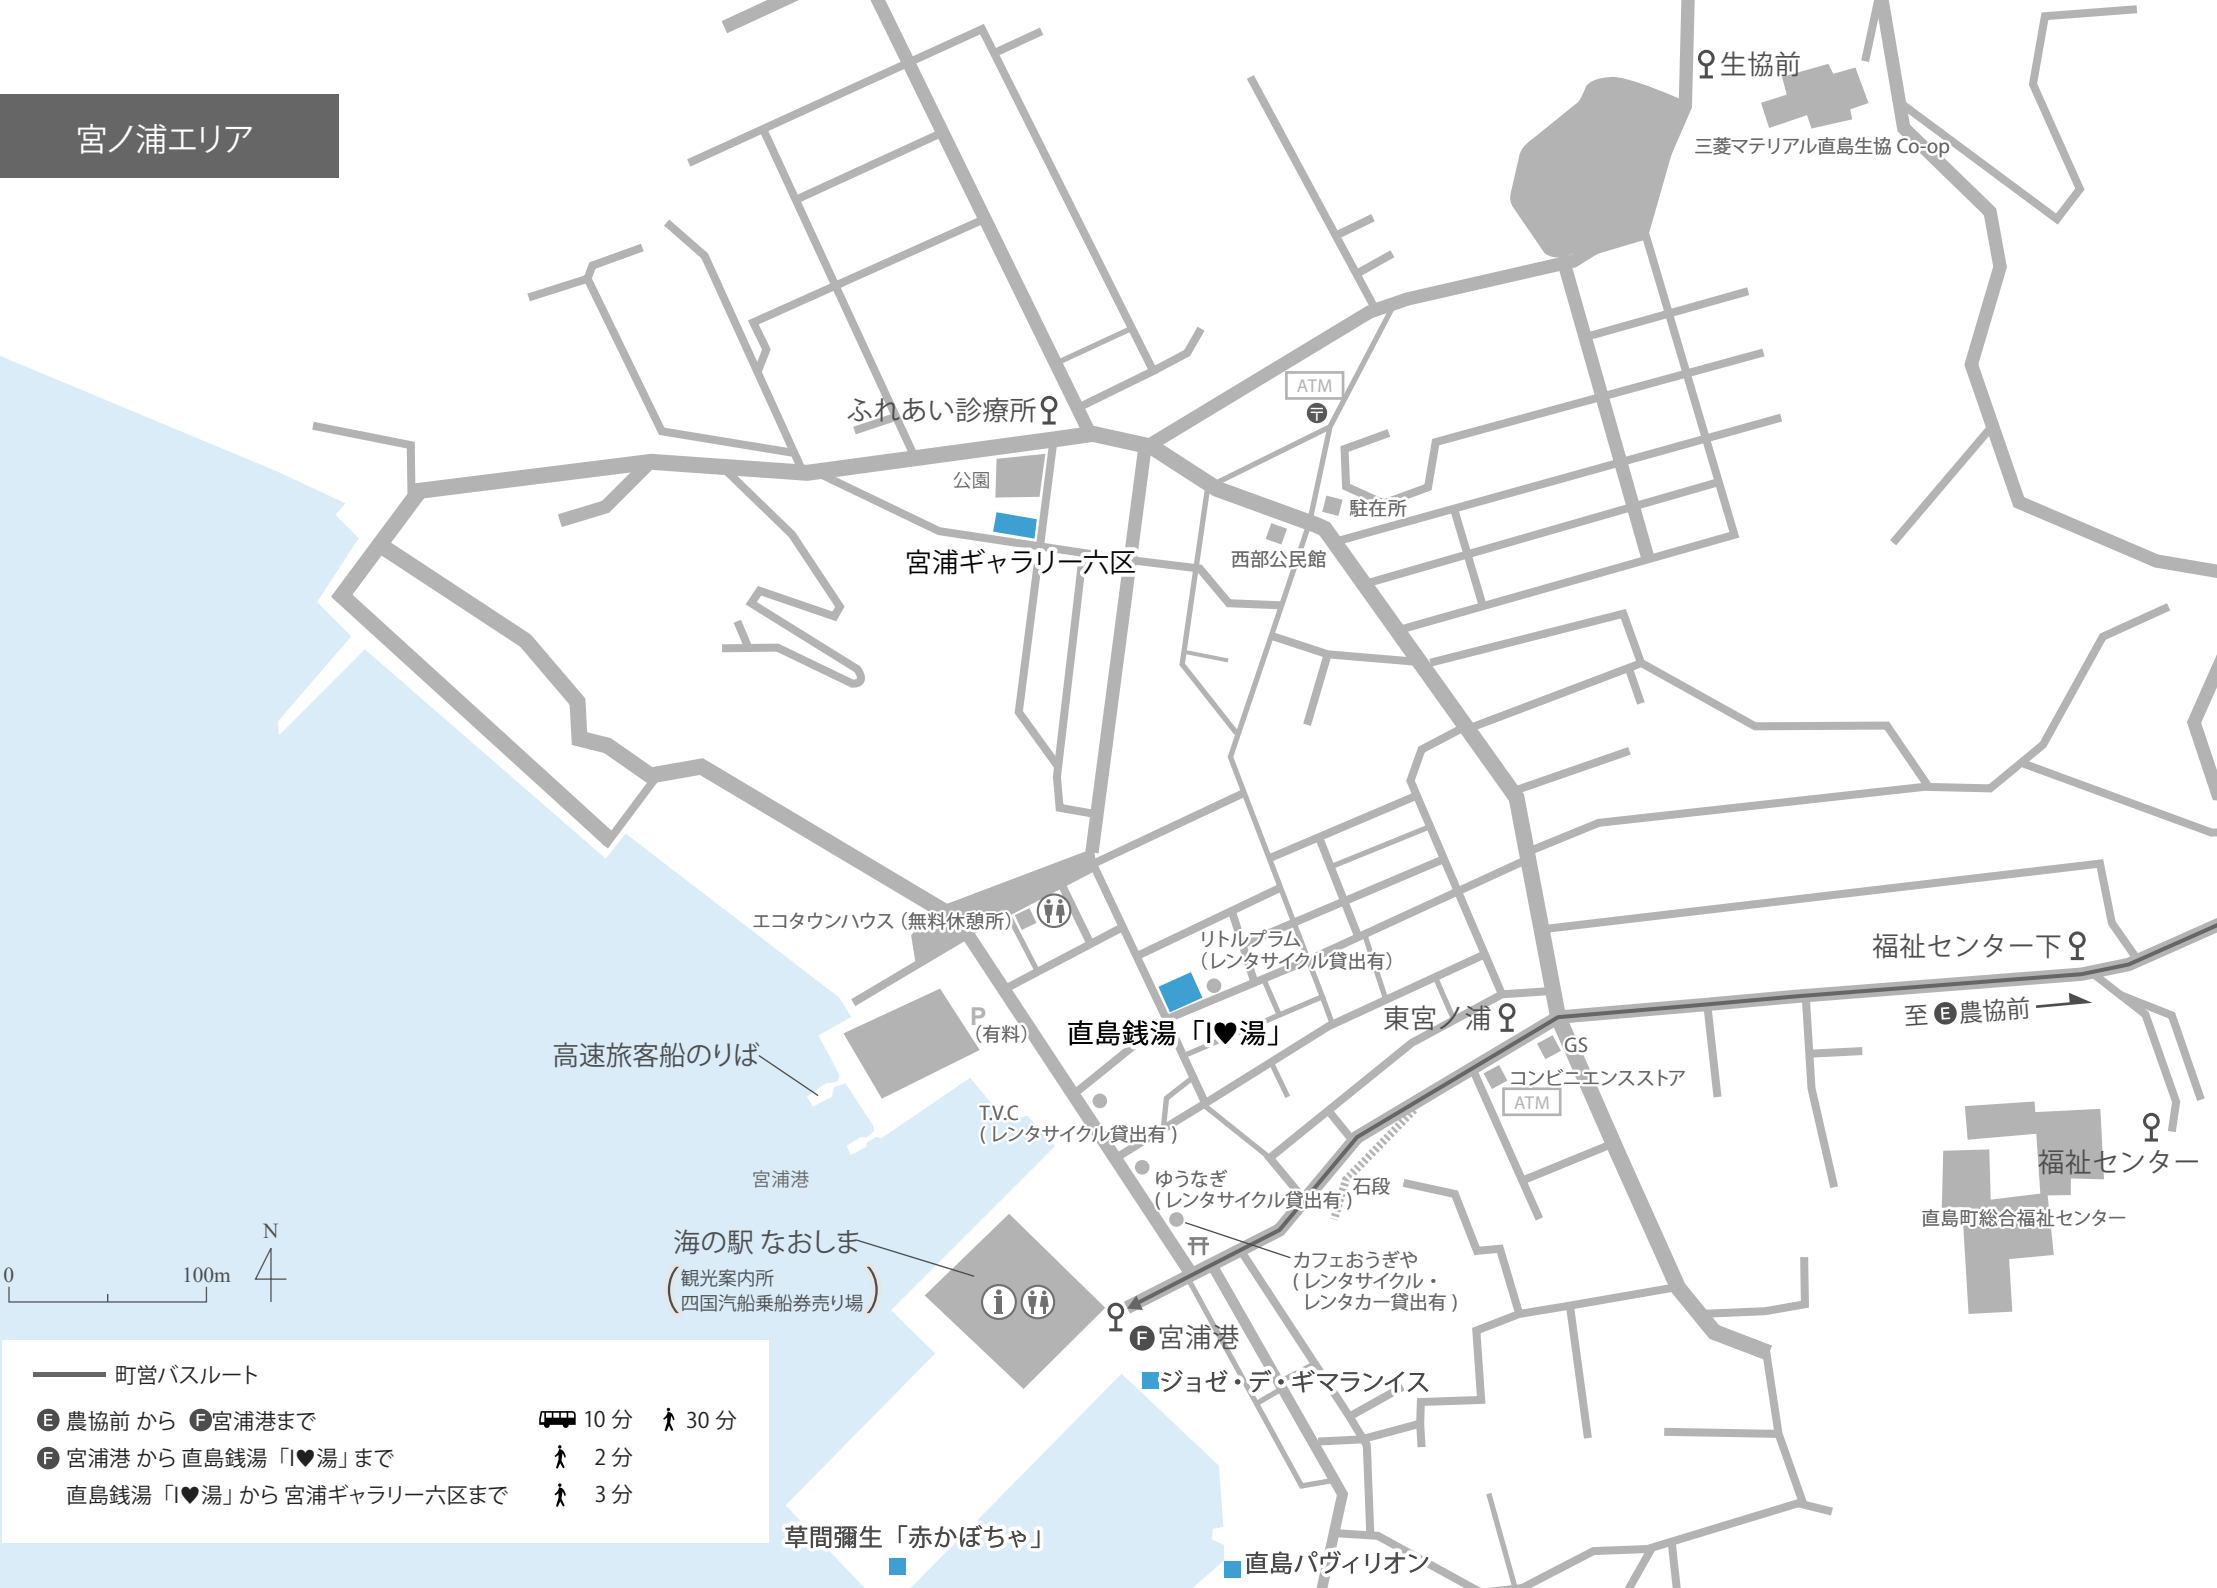 生協前
宮ノ浦エリア
三菱マテリアル直島生協 Co-op
ATM
〒
ふれあい診療所
公園
駐在所
西部公民館
宮浦ギャラリー六区
エコタウンハウス（無料休憩所）
リトルプラム
（レンタサイクル貸出有）
福祉センター下
P
（有料）
直島銭湯「I♥湯」
東宮ノ浦
至 E 農協前
GS
高速旅客船のりば
コンビニエンスストア
ATM
T.V.C
( レンタサイクル貸出有 )
福祉センター
宮浦港
ゆうなぎ
( レンタサイクル貸出有 )
石段
直島町総合福祉センター
N
海の駅 なおしま
観光案内所
四国汽船乗船券売り場
カフェおうぎや
( レンタサイクル・
レンタカー貸出有 )
0 100m
i
F 宮浦港
ジョゼ・デ・ギマランイス
町営バスルート
E 農協前 から F 宮浦港まで 10 分 30 分
F 宮浦港 から 直島銭湯「I♥湯」まで 2 分
直島銭湯「I♥湯」から 宮浦ギャラリー六区まで 3 分
草間彌生「赤かぼちゃ」
直島パヴィリオン